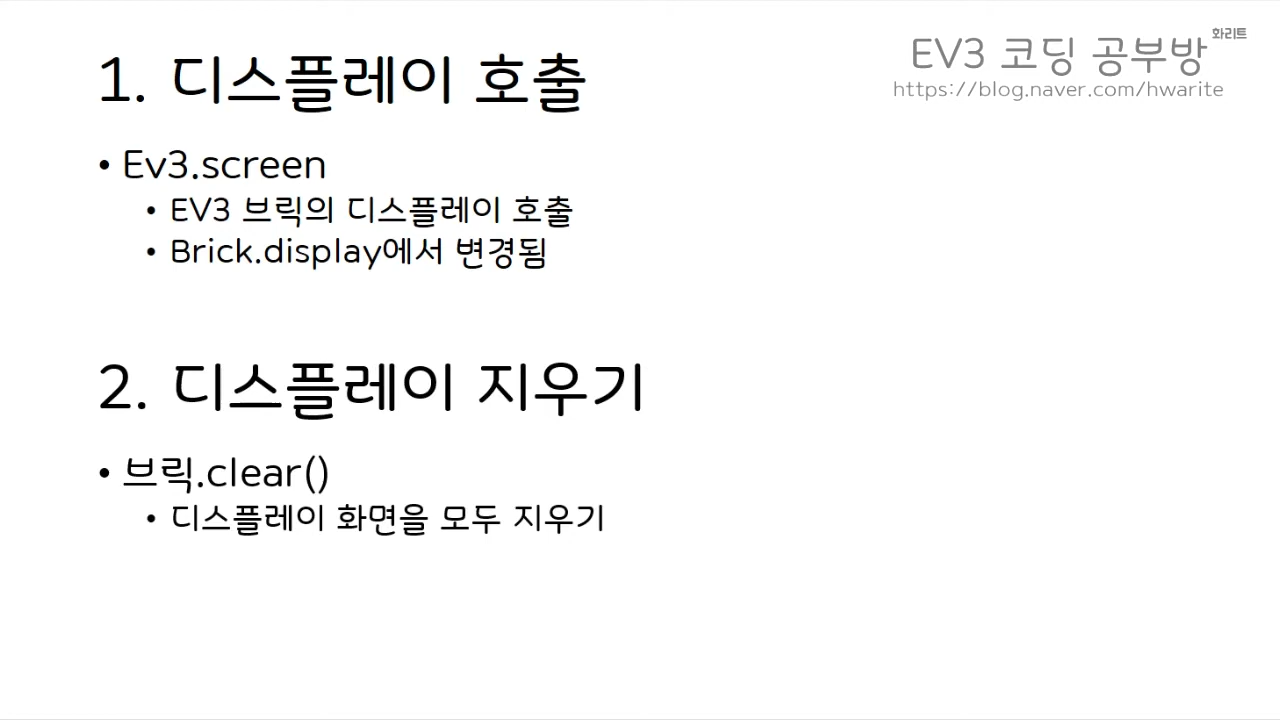 화리트
EV3 코딩 공부방
https://blog.naver.com/hwarite
1. 디스플레이 호출
• Ev3.screen
• EV3 브릭의 디스플레이 호출
• Brick.display에서 변경됨
2. 디스플레이 지우기
• 브릭.clear()
• 디스플레이 화면을 모두 지우기